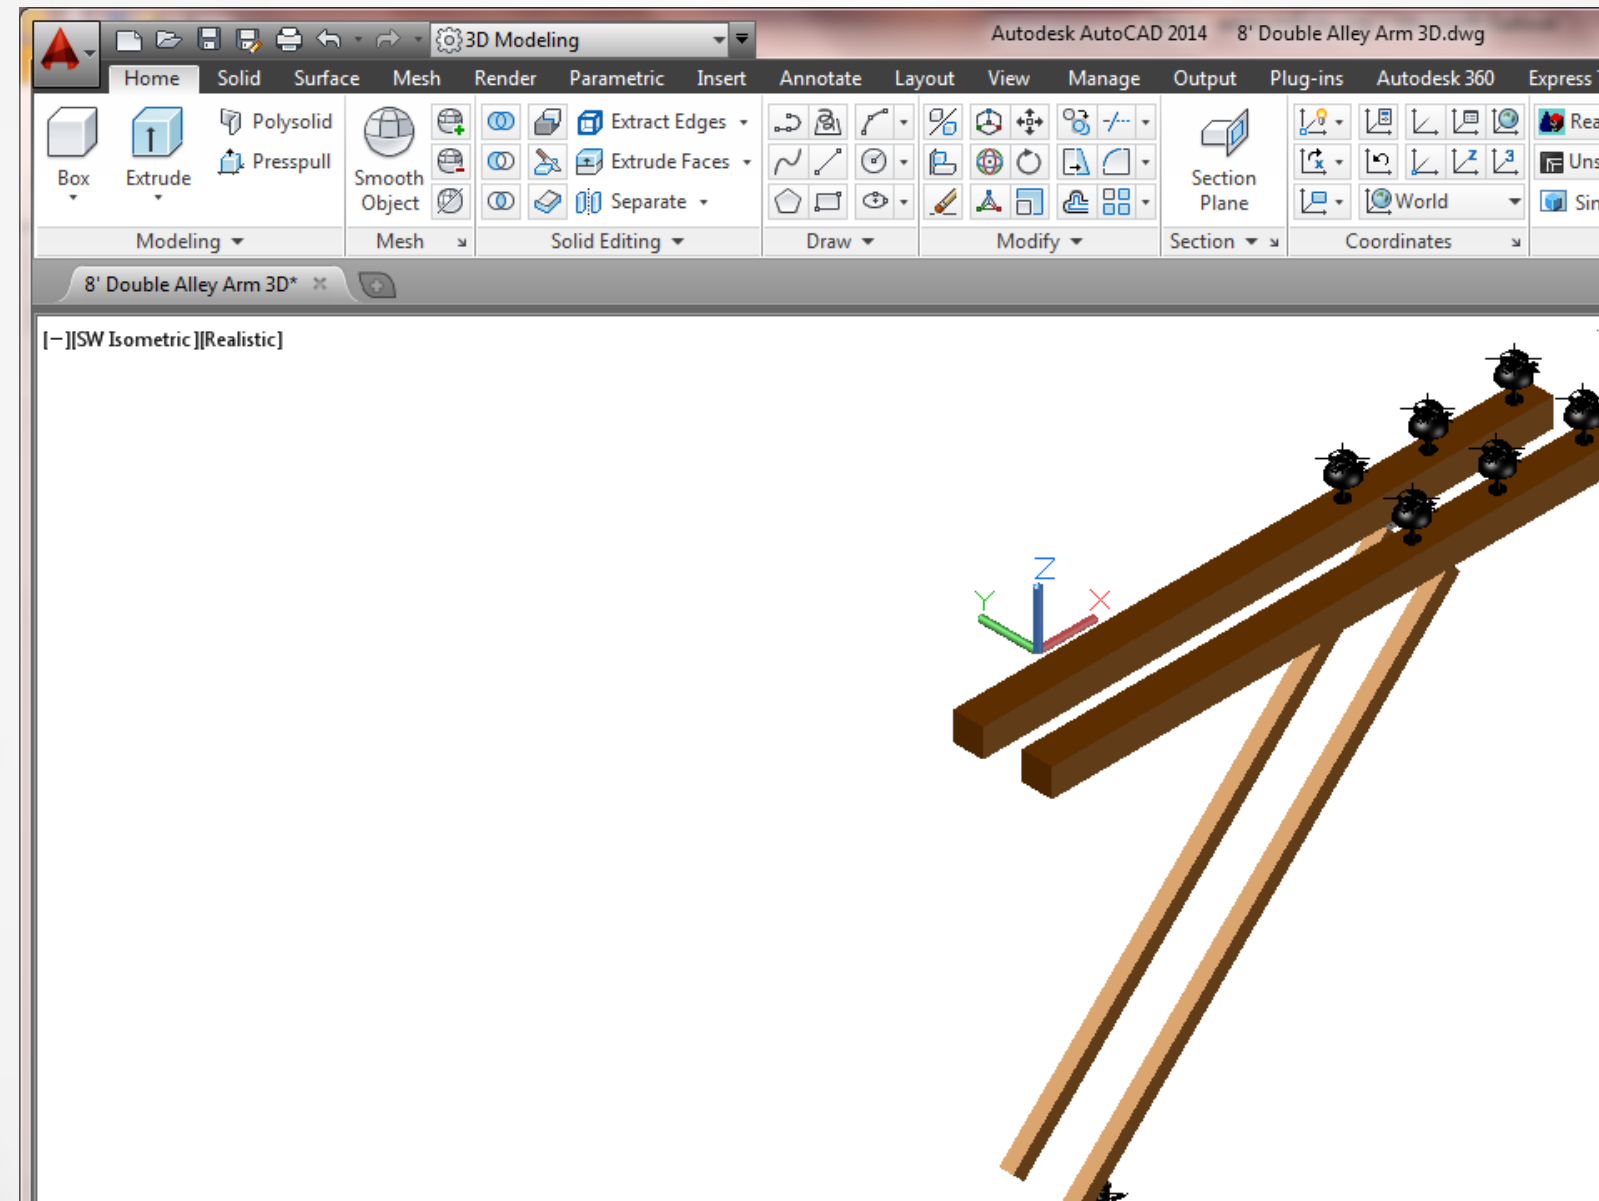 3D Modeling
Autodesk AutoCAD 2014 8' Double Alley Arm 3D.dwg
Home Solid Surface Mesh Render Parametric Insert Annotate Layout View Manage Output Plug-ins Autodesk 360 Express
Box
Extrude
Polysolid
Presspull
Smooth
Object
Extract Edges
Extrude Faces
Separate
Section
Plane
World
Rea
Uns
Sin
Modeling Mesh Solid Editing Draw Modify Section Coordinates
8' Double Alley Arm 3D*
[−][SW Isometric][Realistic]
Z
Y X